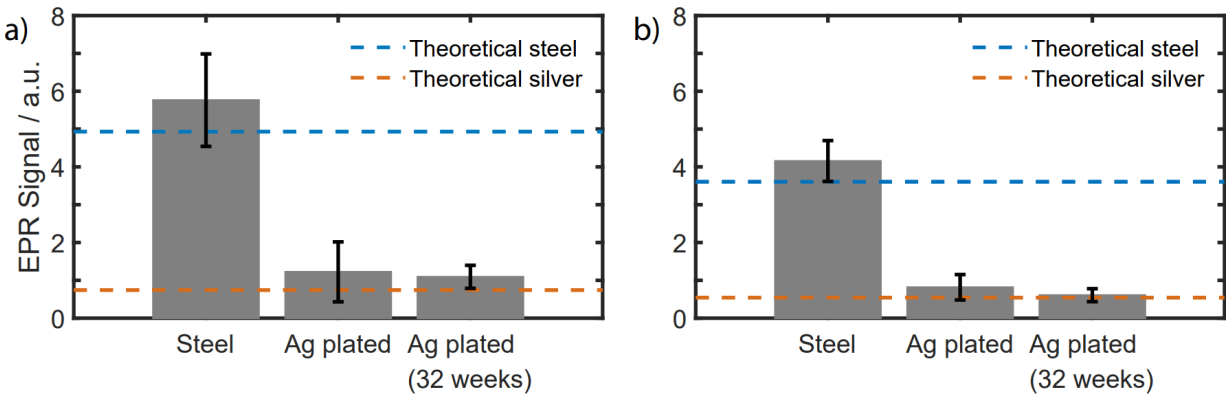 a)
EPR Signal / a.u.
8
6
4
2
0
Theoretical steel
Theoretical silver
Steel
Ag plated
Ag plated
(32 weeks)
b)
8
6
4
2
0
Theoretical steel
Theoretical silver
Steel
Ag plated
Ag plated
(32 weeks)